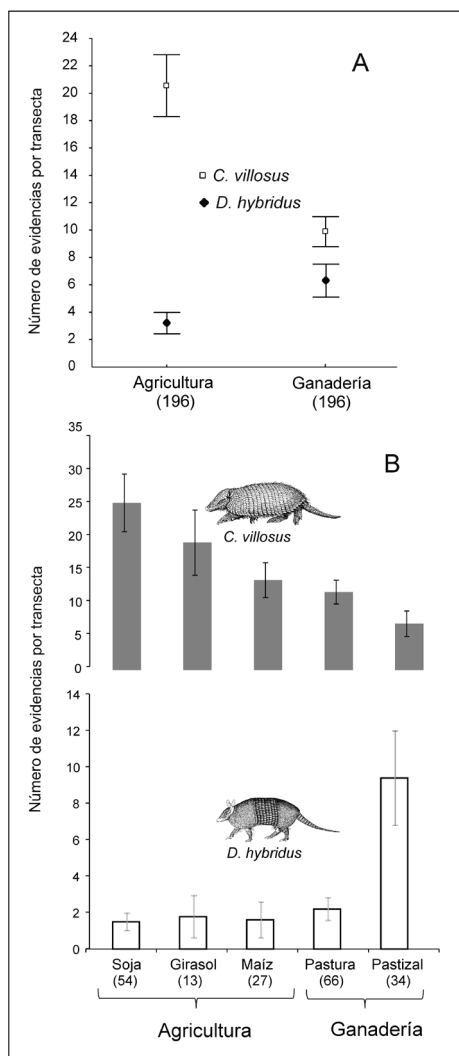 A
Número de evidencias por transecta
24
22
20
18
16
14
12
10
8
6
4
2
0
C. villosus
D. hybridus
Agricultura Ganadería
(196) (196)
B
Número de evidencias por transecta
35
30
25
20
15
10
5
0
C. villosus
14
12
10
8
6
4
2
0
D. hybridus
Soja Girasol Maíz Pastura Pastizal
(54) (13) (27) (66) (34)
Agricultura Ganadería